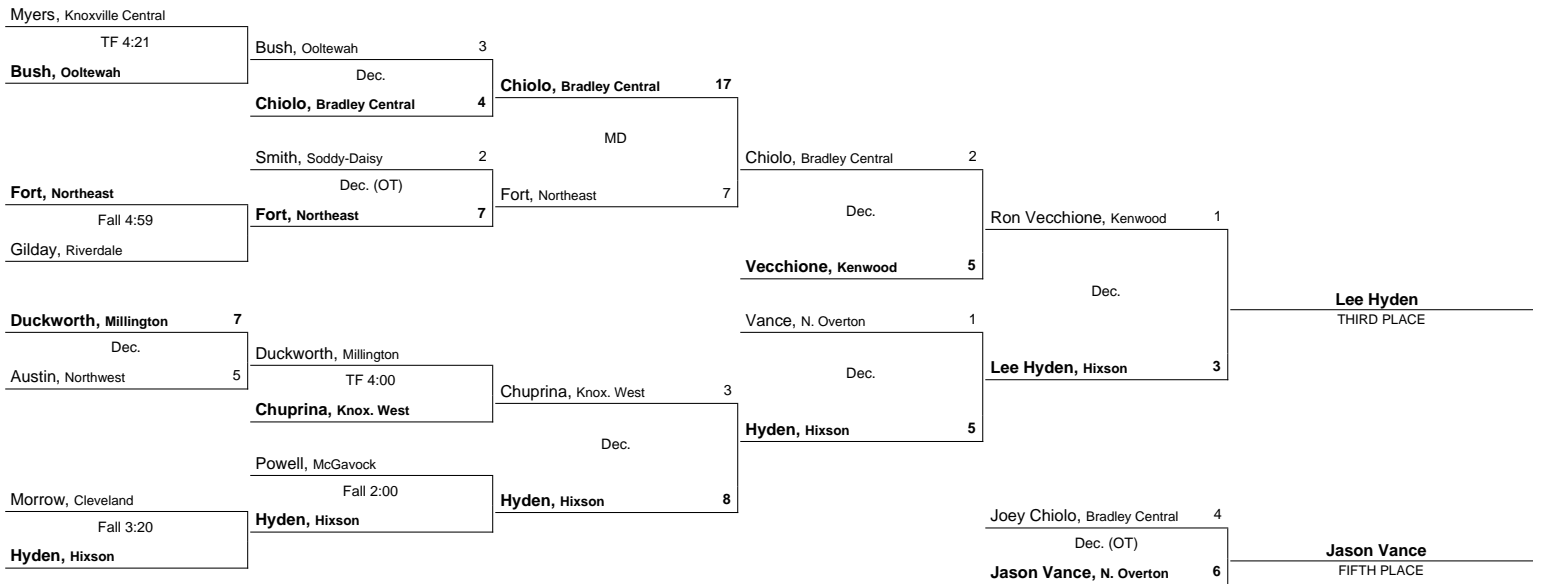 Myers, Knoxville Central
TF 4:21
Bush, Ooltewah
Bush, Ooltewah 3
Dec.
Chiolo, Bradley Central 4
Chiolo, Bradley Central 17
MD
Fort, Northeast 7
Smith, Soddy-Daisy 2
Dec. (OT)
Fort, Northeast 7
Fort, Northeast
Fall 4:59
Gilday, Riverdale
Chiolo, Bradley Central 2
Dec.
Vecchione, Kenwood 5
Ron Vecchione, Kenwood 1
Dec.
Lee Hyden, Hixson 3
Lee Hyden
THIRD PLACE
Duckworth, Millington 7
Dec.
Austin, Northwest 5
Duckworth, Millington
TF 4:00
Chuprina, Knox. West
Chuprina, Knox. West 3
Dec.
Hyden, Hixson 8
Vance, N. Overton 1
Dec.
Hyden, Hixson 5
Powell, McGavock
Fall 2:00
Hyden, Hixson
Morrow, Cleveland
Fall 3:20
Hyden, Hixson
Joey Chiolo, Bradley Central 4
Dec. (OT)
Jason Vance, N. Overton 6
Jason Vance
FIFTH PLACE